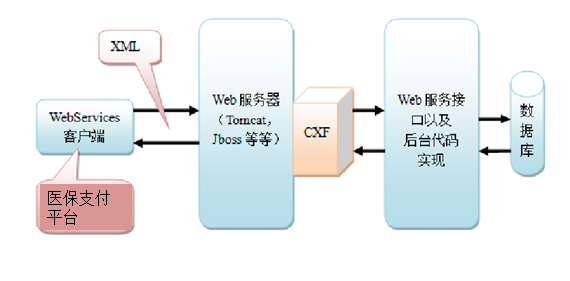 XML
WebServices
客户端
医保支付
平台
Web 服务器
（Tomcat，
Jboss 等等）
CXF
Web 服务接
口以及
后台代码
实现
数
据
库